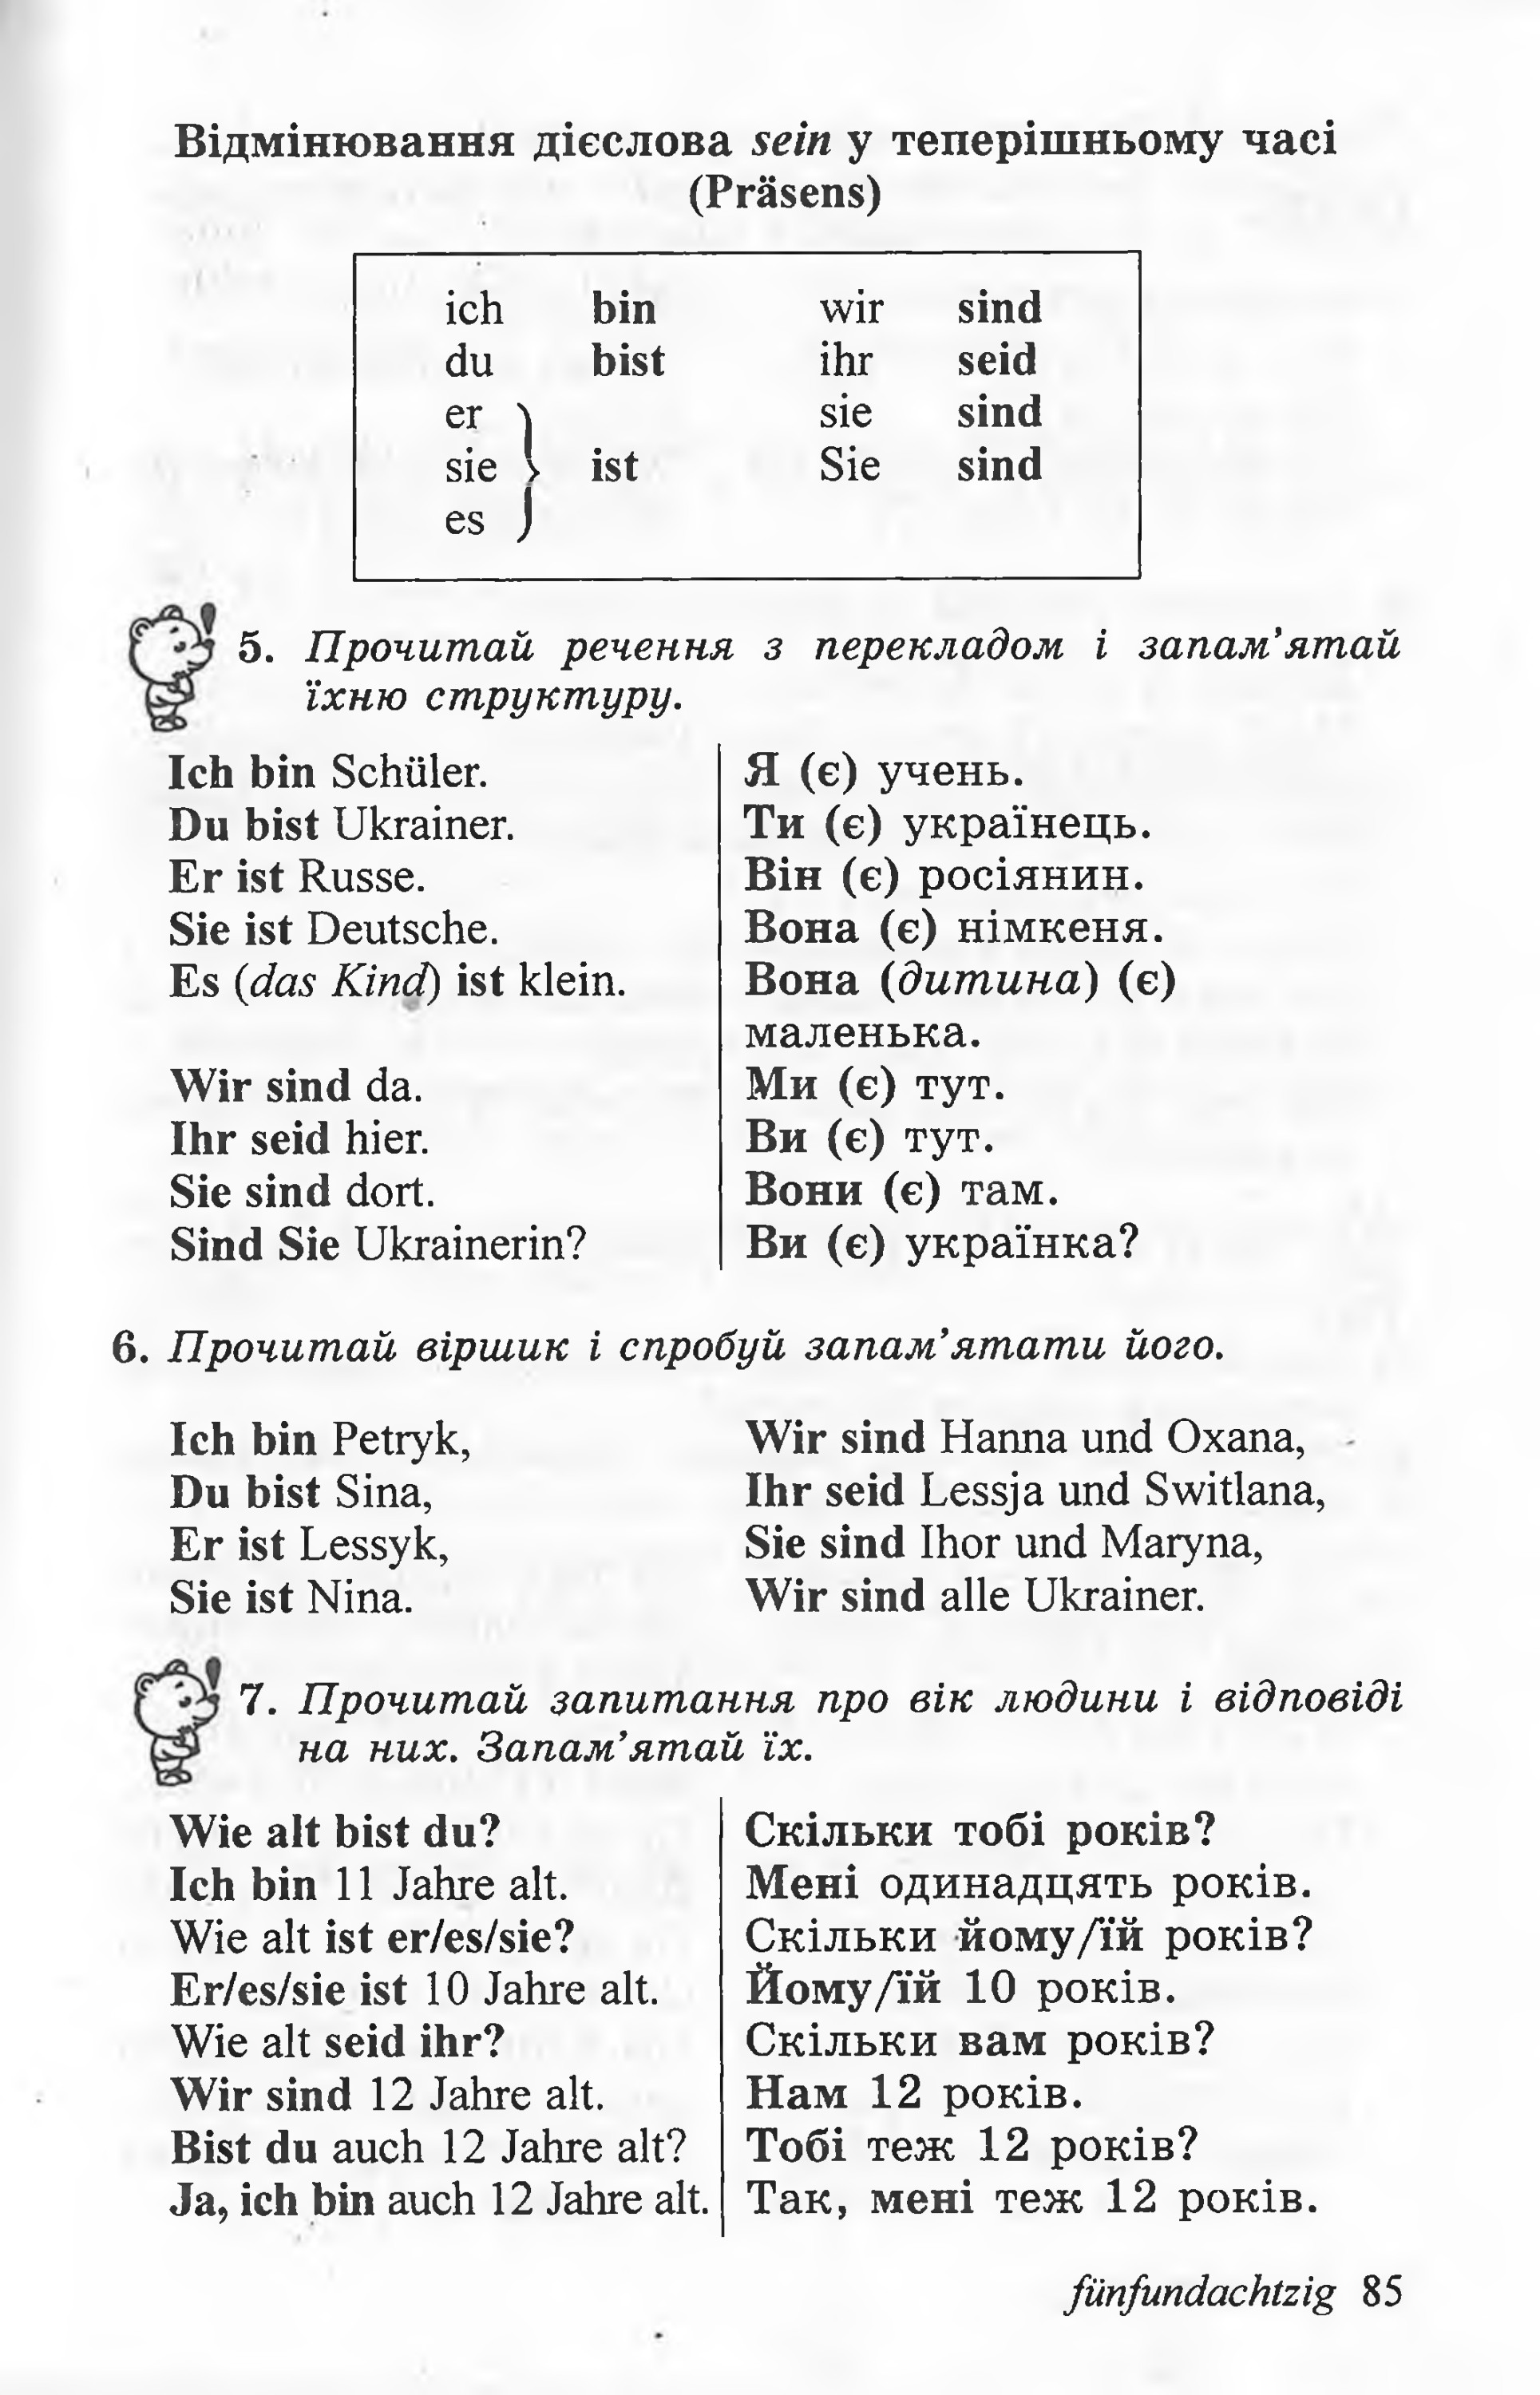 Відмінювання дієслова sein у теперішньому часі
(Präsens)
ich bin wir sind
du bist ihr seid
er sie sind
sie } ist Sie sind
es
5. Прочитай речення з перекладом і запам’ятай
їхню структуру.
Ich bin Schüler.
Du bist Ukrainer.
Er ist Russe.
Sie ist Deutsche.
Es (das Kind) ist klein.
Wir sind da.
Ihr seid hier.
Sie sind dort.
Sind Sie Ukrainerin?
Я (є) учень.
Ти (є) українець.
Він (є) росіянин.
Вона (є) німкеня.
Вона (дитина) (є)
маленька.
Ми (є) тут.
Ви (є) тут.
Вони (є) там.
Ви (є) українка?
6. Прочитай віршик і спробуй запам’ятати його.
Ich bin Petryk,
Du bist Sina,
Er ist Lessyk,
Sie ist Nina.
Wir sind Hanna und Oxana,
Ihr seid Lessja und Switlana,
Sie sind Ihor und Maryna,
Wir sind alle Ukrainer.
7. Прочитай запитання про вік людини і відповіді
на них. Запам’ятай їх.
Wie alt bist du?
Ich bin 11 Jahre alt.
Wie alt ist er/es/sie?
Er/es/sie ist 10 Jahre alt.
Wie alt seid ihr?
Wir sind 12 Jahre alt.
Bist du auch 12 Jahre alt?
Ja, ich bin auch 12 Jahre alt.
Скільки тобі років?
Мені одинадцять років.
Скільки йому/їй років?
Йому/їй 10 років.
Скільки вам років?
Нам 12 років.
Тобі теж 12 років?
Так, мені теж 12 років.
fünfundachtzig 85